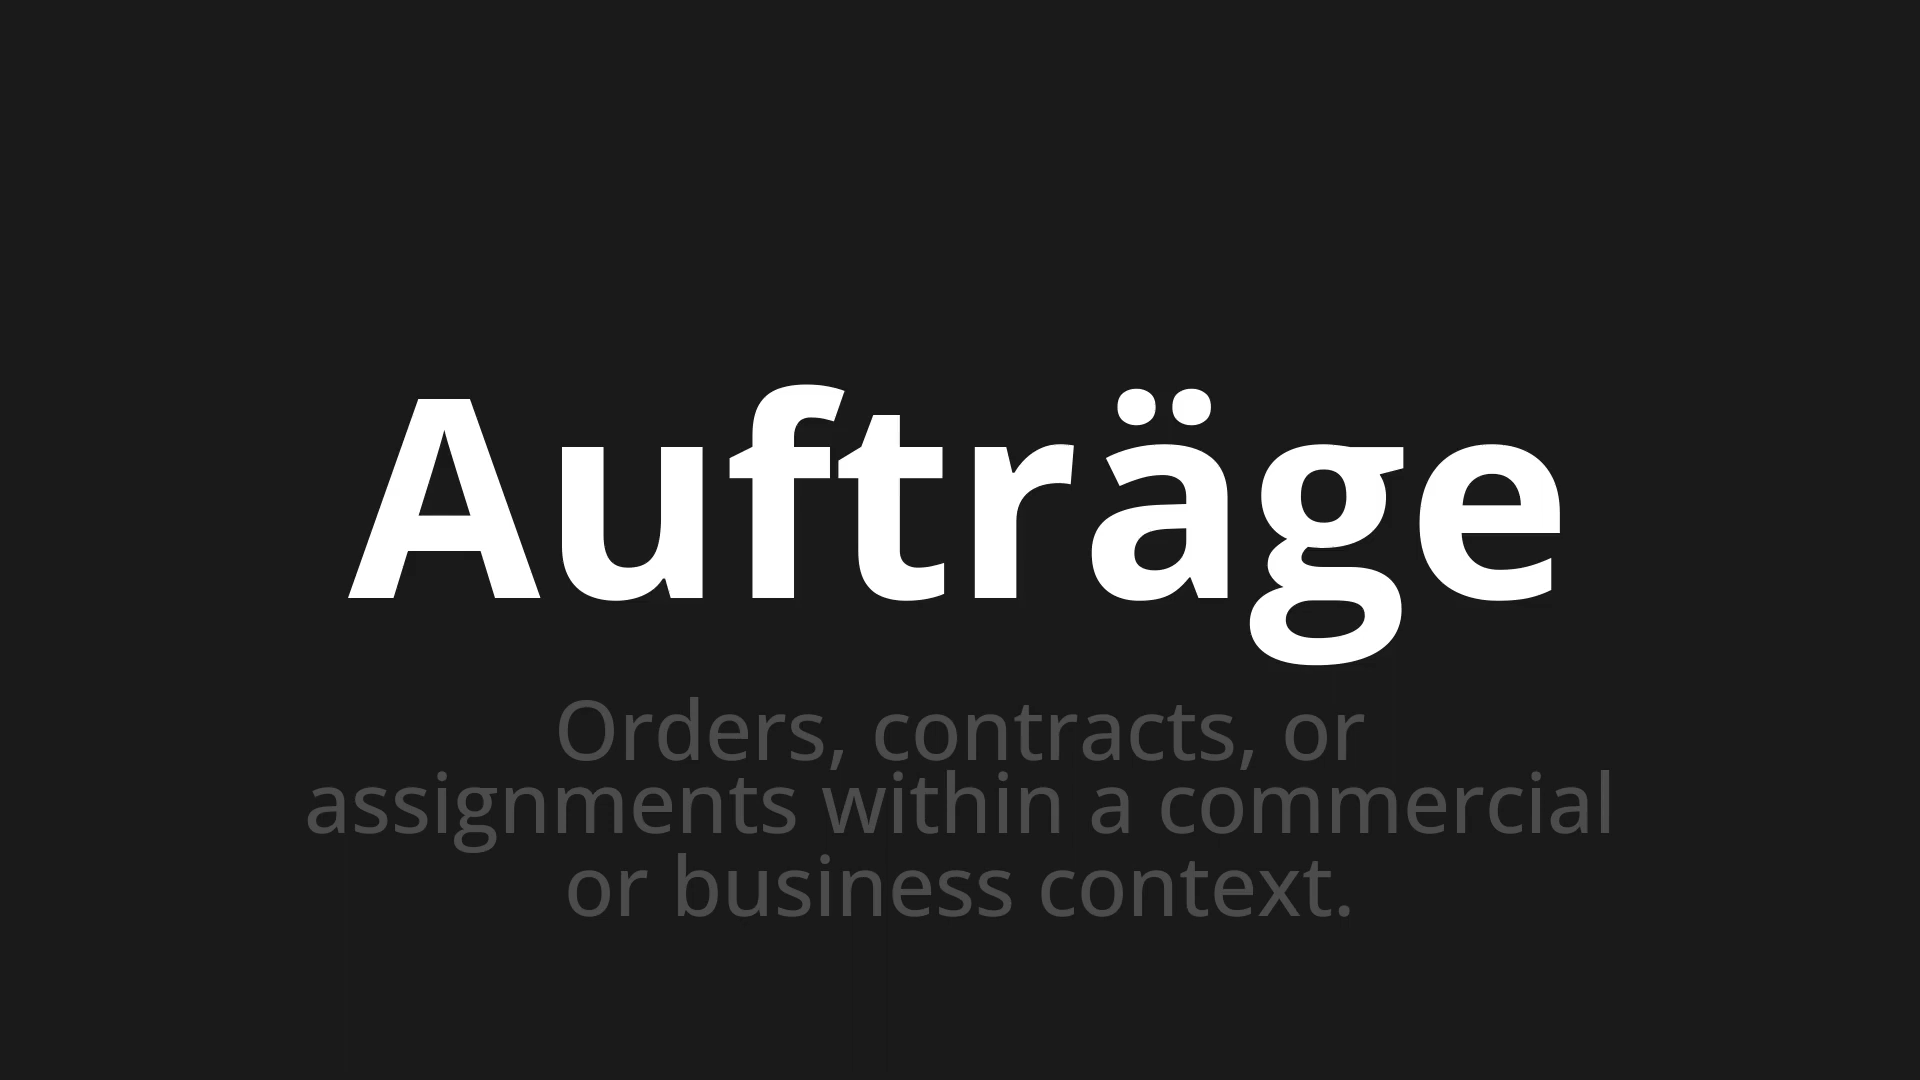 Aufträge
Orders, contracts, or
assignments within a commercial
or business context.